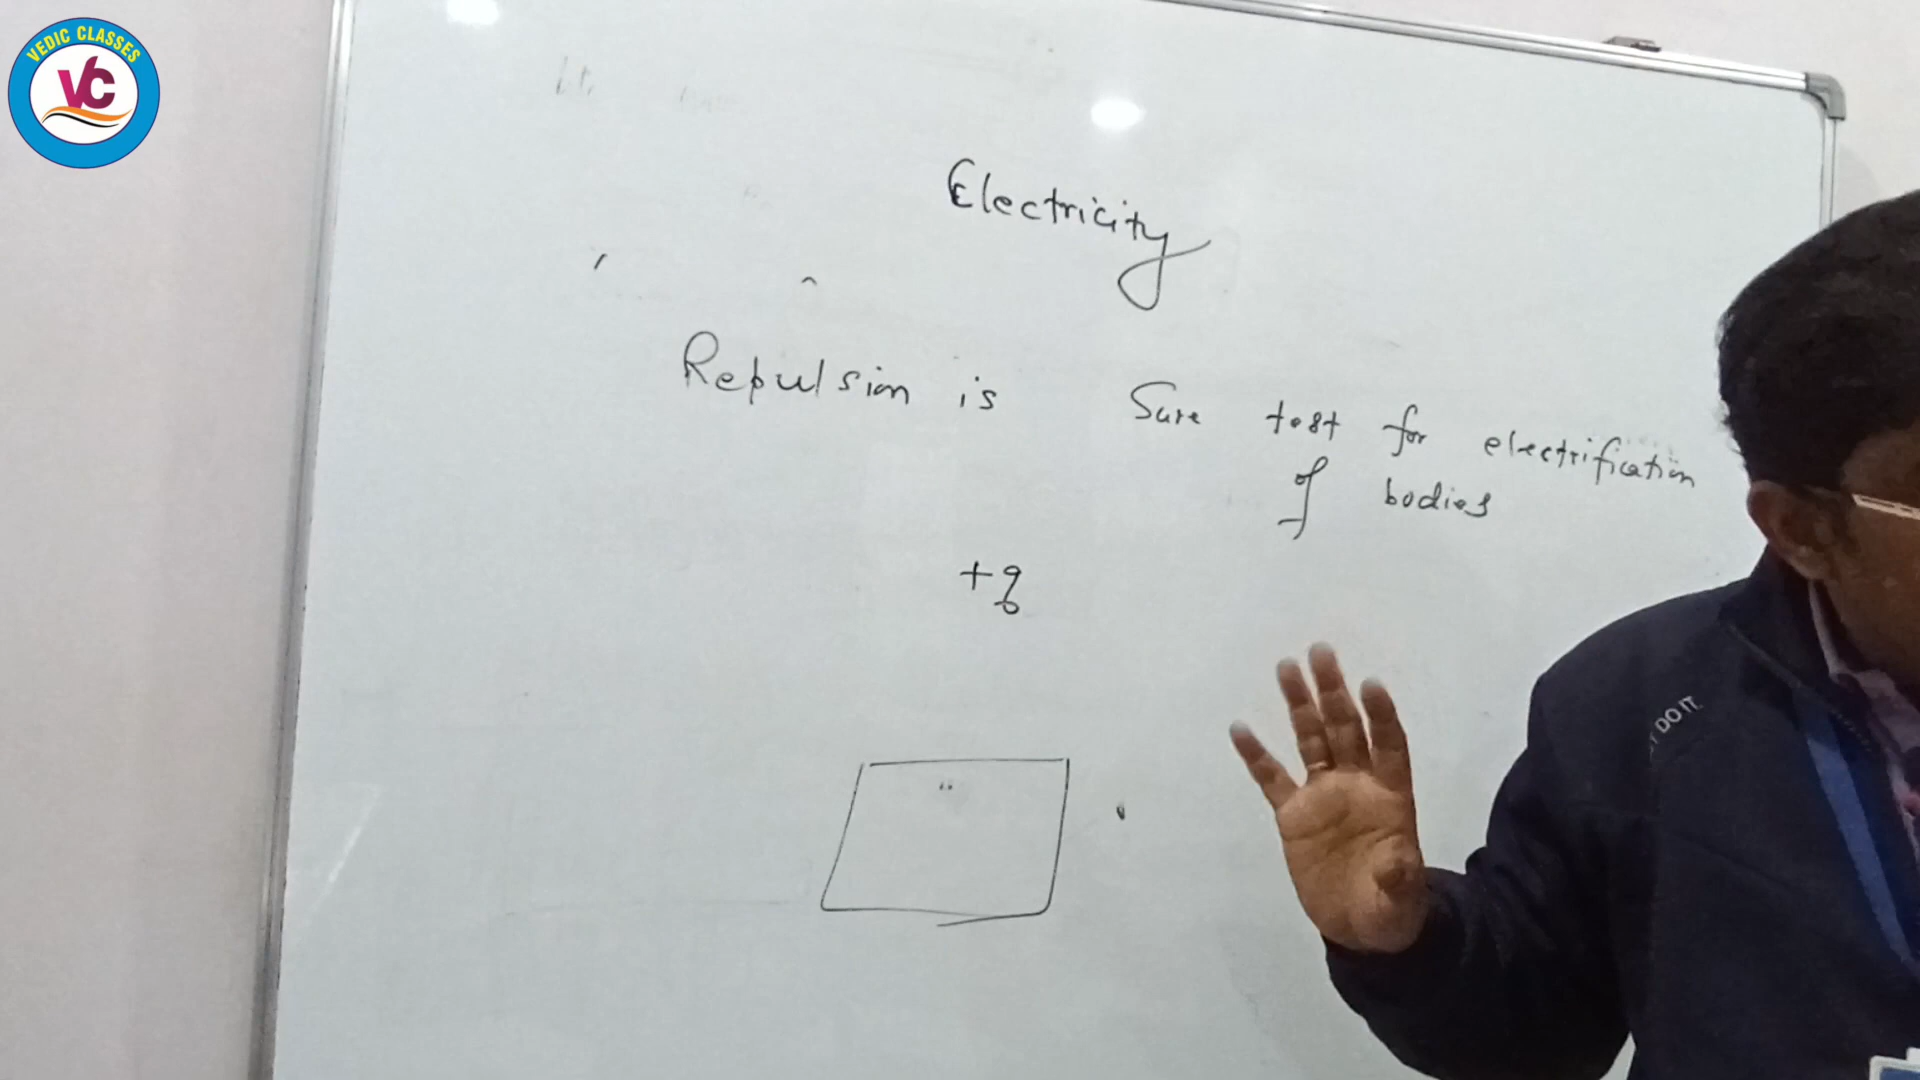 VEDIC CLASSES
VC
Electricity
Repulsion is Sure test for electrification
of bodies
+q
DO IT.